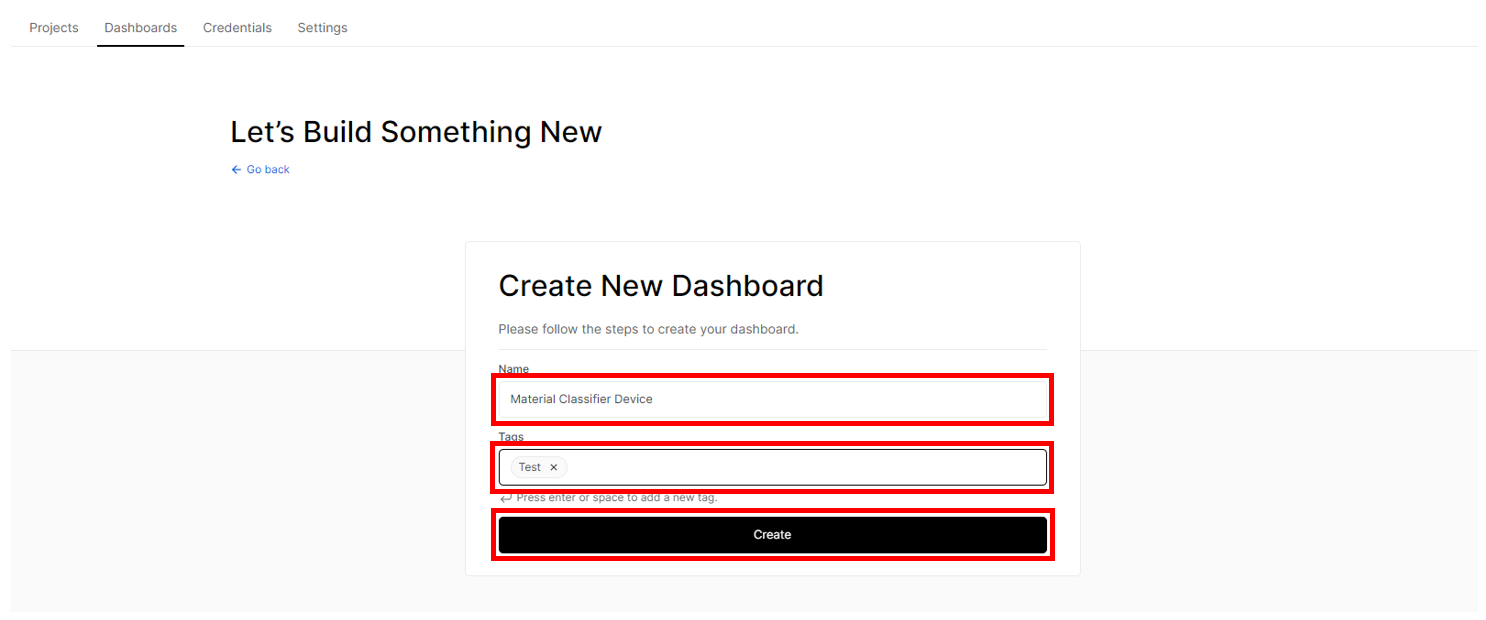 Projects Dashboards Credentials Settings
Let’s Build Something New
← Go back
Create New Dashboard
Please follow the steps to create your dashboard.
Name
Material Classifier Device
Tags
Test ×
↵ Press enter or space to add a new tag.
Create